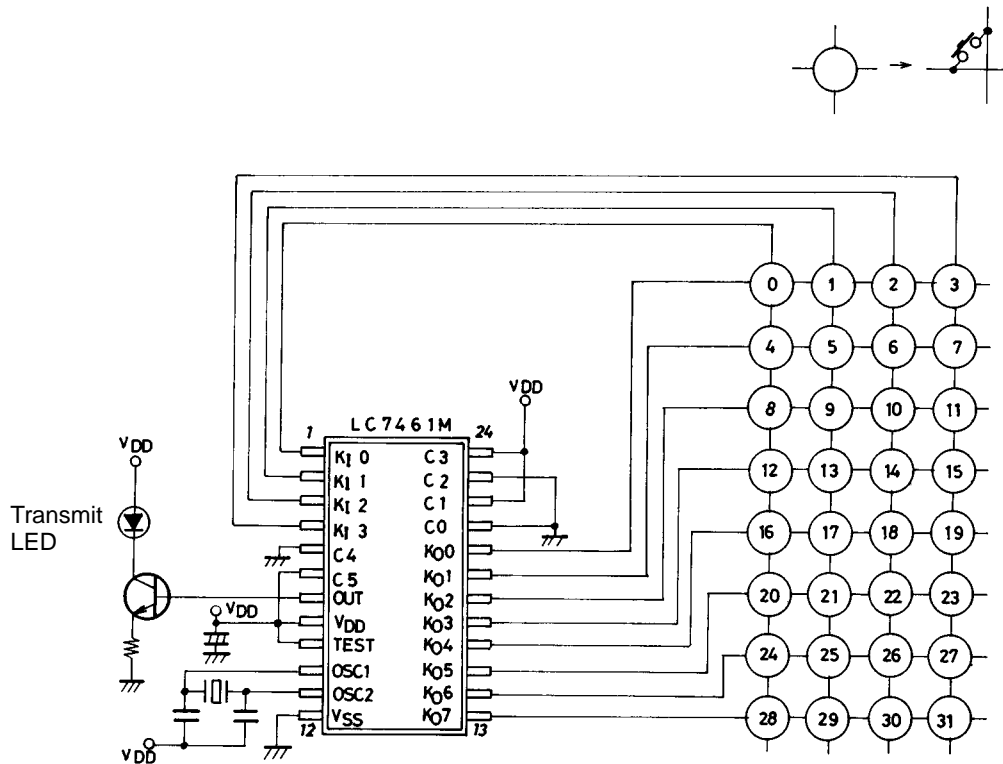 LC7461M
1 24
12 13
KI 0
KI 1
KI 2
KI 3
C4
C5
OUT
VDD
TEST
OSC1
OSC2
VSS
C3
C2
C1
C0
KO0
KO1
KO2
KO3
KO4
KO5
KO6
KO7
VDD
VDD
Transmit
LED
VDD
VDD
0 1 2 3
4 5 6 7
8 9 10 11
12 13 14 15
16 17 18 19
20 21 22 23
24 25 26 27
28 29 30 31